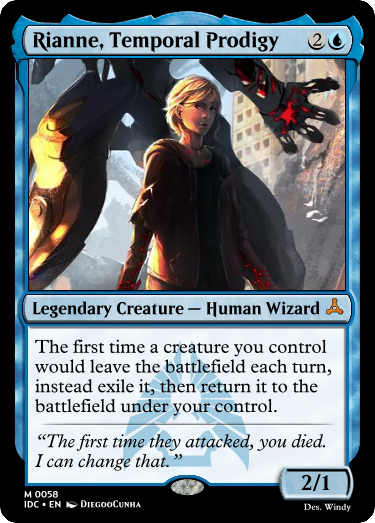 Rianne, Temporal Prodigy 2
Legendary Creature — Human Wizard
The first time a creature you control
would leave the battlefield each turn,
instead exile it, then return it to the
battlefield under your control.
“The first time they attacked, you died.
I can change that.”
2/1
M 0058
IDC • EN DiegooCunha
Des. Windy